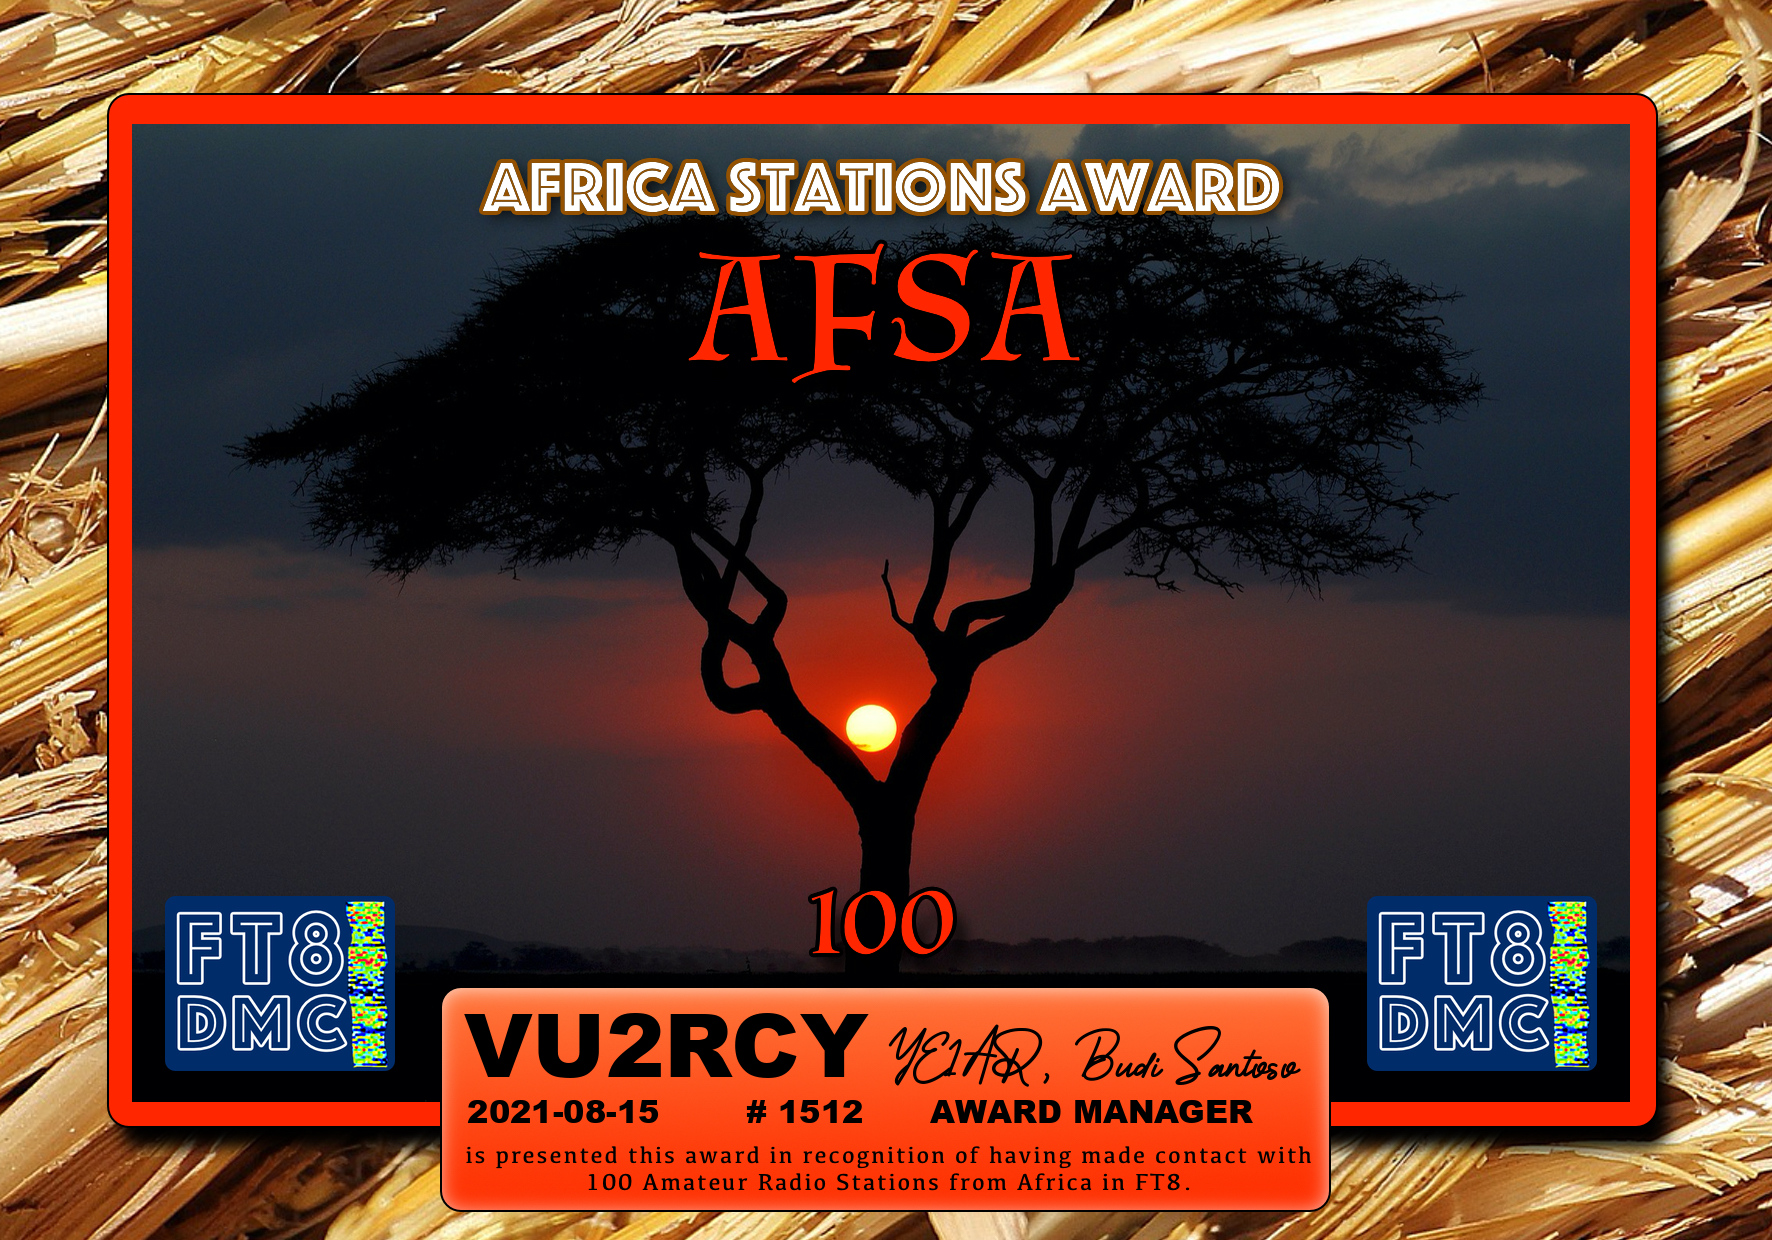 AFRICA STATIONS AWARD
AFSA
100
FT8
DMC
FT8
DMC
VU2RCY YE1AR, Budi Santoso
2021-08-15 # 1512 AWARD MANAGER
is presented this award in recognition of having made contact with
100 Amateur Radio Stations from Africa in FT8.